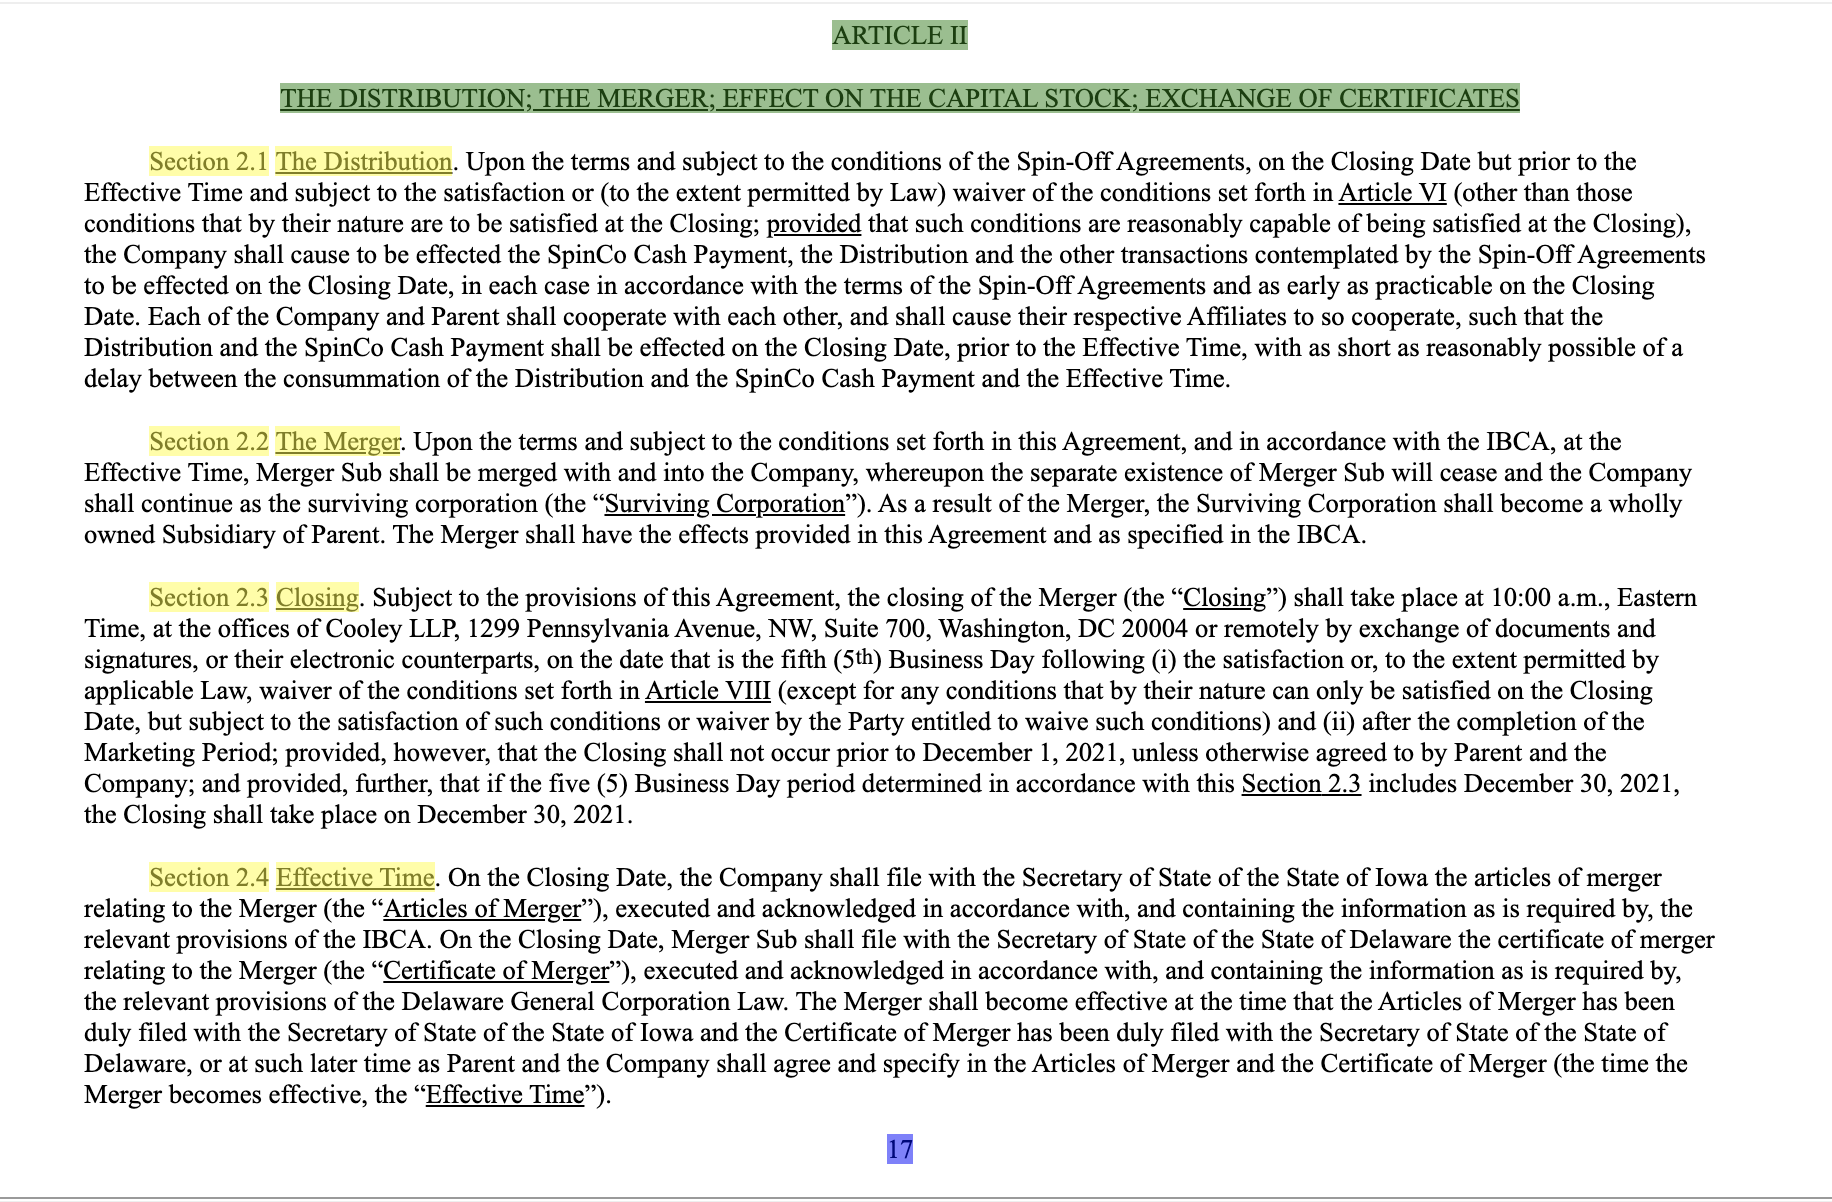 ARTICLE II
THE DISTRIBUTION; THE MERGER; EFFECT ON THE CAPITAL STOCK; EXCHANGE OF CERTIFICATES
Section 2.1 The Distribution. Upon the terms and subject to the conditions of the Spin-Off Agreements, on the Closing Date but prior to the
Effective Time and subject to the satisfaction or (to the extent permitted by Law) waiver of the conditions set forth in Article VI (other than those
conditions that by their nature are to be satisfied at the Closing; provided that such conditions are reasonably capable of being satisfied at the Closing),
the Company shall cause to be effected the SpinCo Cash Payment, the Distribution and the other transactions contemplated by the Spin-Off Agreements
to be effected on the Closing Date, in each case in accordance with the terms of the Spin-Off Agreements and as early as practicable on the Closing
Date. Each of the Company and Parent shall cooperate with each other, and shall cause their respective Affiliates to so cooperate, such that the
Distribution and the SpinCo Cash Payment shall be effected on the Closing Date, prior to the Effective Time, with as short as reasonably possible of a
delay between the consummation of the Distribution and the SpinCo Cash Payment and the Effective Time.
Section 2.2 The Merger. Upon the terms and subject to the conditions set forth in this Agreement, and in accordance with the IBCA, at the
Effective Time, Merger Sub shall be merged with and into the Company, whereupon the separate existence of Merger Sub will cease and the Company
shall continue as the surviving corporation (the “Surviving Corporation”). As a result of the Merger, the Surviving Corporation shall become a wholly
owned Subsidiary of Parent. The Merger shall have the effects provided in this Agreement and as specified in the IBCA.
Section 2.3 Closing. Subject to the provisions of this Agreement, the closing of the Merger (the “Closing”) shall take place at 10:00 a.m., Eastern
Time, at the offices of Cooley LLP, 1299 Pennsylvania Avenue, NW, Suite 700, Washington, DC 20004 or remotely by exchange of documents and
signatures, or their electronic counterparts, on the date that is the fifth (5th) Business Day following (i) the satisfaction or, to the extent permitted by
applicable Law, waiver of the conditions set forth in Article VIII (except for any conditions that by their nature can only be satisfied on the Closing
Date, but subject to the satisfaction of such conditions or waiver by the Party entitled to waive such conditions) and (ii) after the completion of the
Marketing Period; provided, however, that the Closing shall not occur prior to December 1, 2021, unless otherwise agreed to by Parent and the
Company; and provided, further, that if the five (5) Business Day period determined in accordance with this Section 2.3 includes December 30, 2021,
the Closing shall take place on December 30, 2021.
Section 2.4 Effective Time. On the Closing Date, the Company shall file with the Secretary of State of the State of Iowa the articles of merger
relating to the Merger (the “Articles of Merger”), executed and acknowledged in accordance with, and containing the information as is required by, the
relevant provisions of the IBCA. On the Closing Date, Merger Sub shall file with the Secretary of State of the State of Delaware the certificate of merger
relating to the Merger (the “Certificate of Merger”), executed and acknowledged in accordance with, and containing the information as is required by,
the relevant provisions of the Delaware General Corporation Law. The Merger shall become effective at the time that the Articles of Merger has been
duly filed with the Secretary of State of the State of Iowa and the Certificate of Merger has been duly filed with the Secretary of State of the State of
Delaware, or at such later time as Parent and the Company shall agree and specify in the Articles of Merger and the Certificate of Merger (the time the
Merger becomes effective, the “Effective Time”).
17